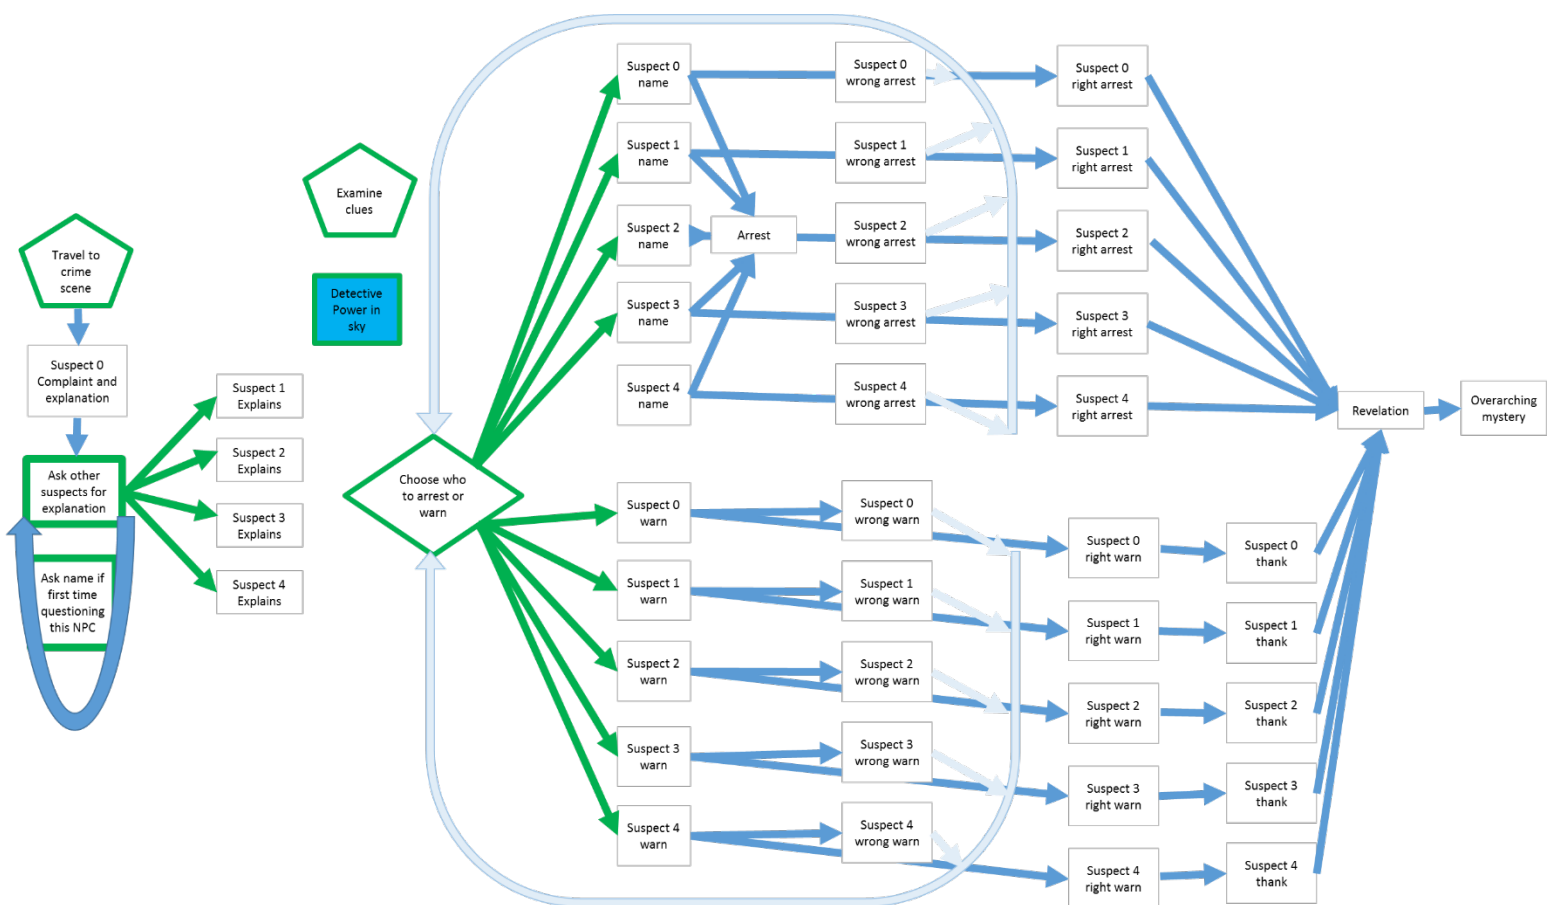 Travel to
crime
scene
Suspect 0
Complaint and
explanation
Ask other
suspects for
explanation
Ask name if
first time
questioning
this NPC
Suspect 1
Explains
Suspect 2
Explains
Suspect 3
Explains
Suspect 4
Explains
Examine
clues
Detective
Power in
sky
Choose who
to arrest or
warn
Suspect 0
name
Suspect 1
name
Suspect 2
name
Suspect 3
name
Suspect 4
name
Arrest
Suspect 0
wrong arrest
Suspect 1
wrong arrest
Suspect 2
wrong arrest
Suspect 3
wrong arrest
Suspect 4
wrong arrest
Suspect 0
right arrest
Suspect 1
right arrest
Suspect 2
right arrest
Suspect 3
right arrest
Suspect 4
right arrest
Suspect 0
warn
Suspect 1
warn
Suspect 2
warn
Suspect 3
warn
Suspect 4
warn
Suspect 0
wrong warn
Suspect 1
wrong warn
Suspect 2
wrong warn
Suspect 3
wrong warn
Suspect 4
wrong warn
Suspect 0
right warn
Suspect 1
right warn
Suspect 2
right warn
Suspect 3
right warn
Suspect 4
right warn
Suspect 0
thank
Suspect 1
thank
Suspect 2
thank
Suspect 3
thank
Suspect 4
thank
Revelation
Overarching
mystery